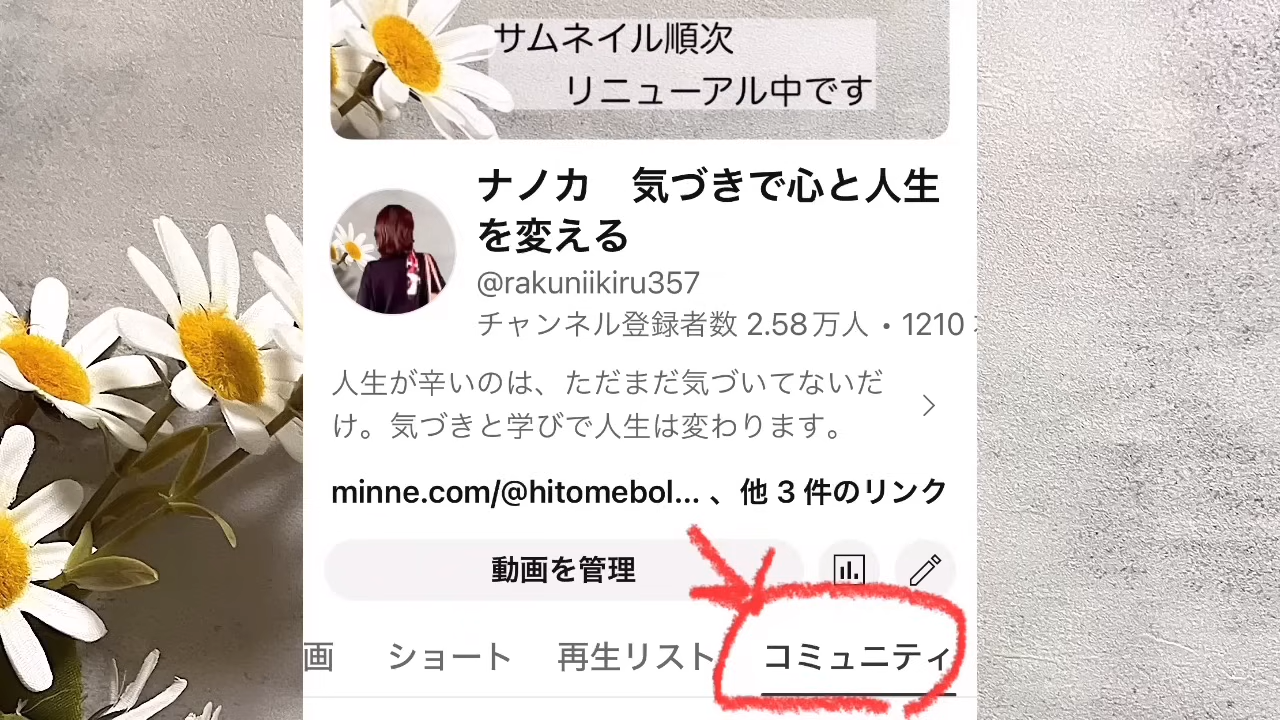 サムネイル順次
リニューアル中です
ナノカ　気づきで心と人生
を変える
@rakuniikiru357
チャンネル登録者数 2.58万人・1210
人生が辛いのは、ただまだ気づいてないだ
け。気づきと学びで人生は変わります。
minne.com/@hitomebol... 、他 3 件のリンク
動画を管理
画 ショート 再生リスト コミュニティ